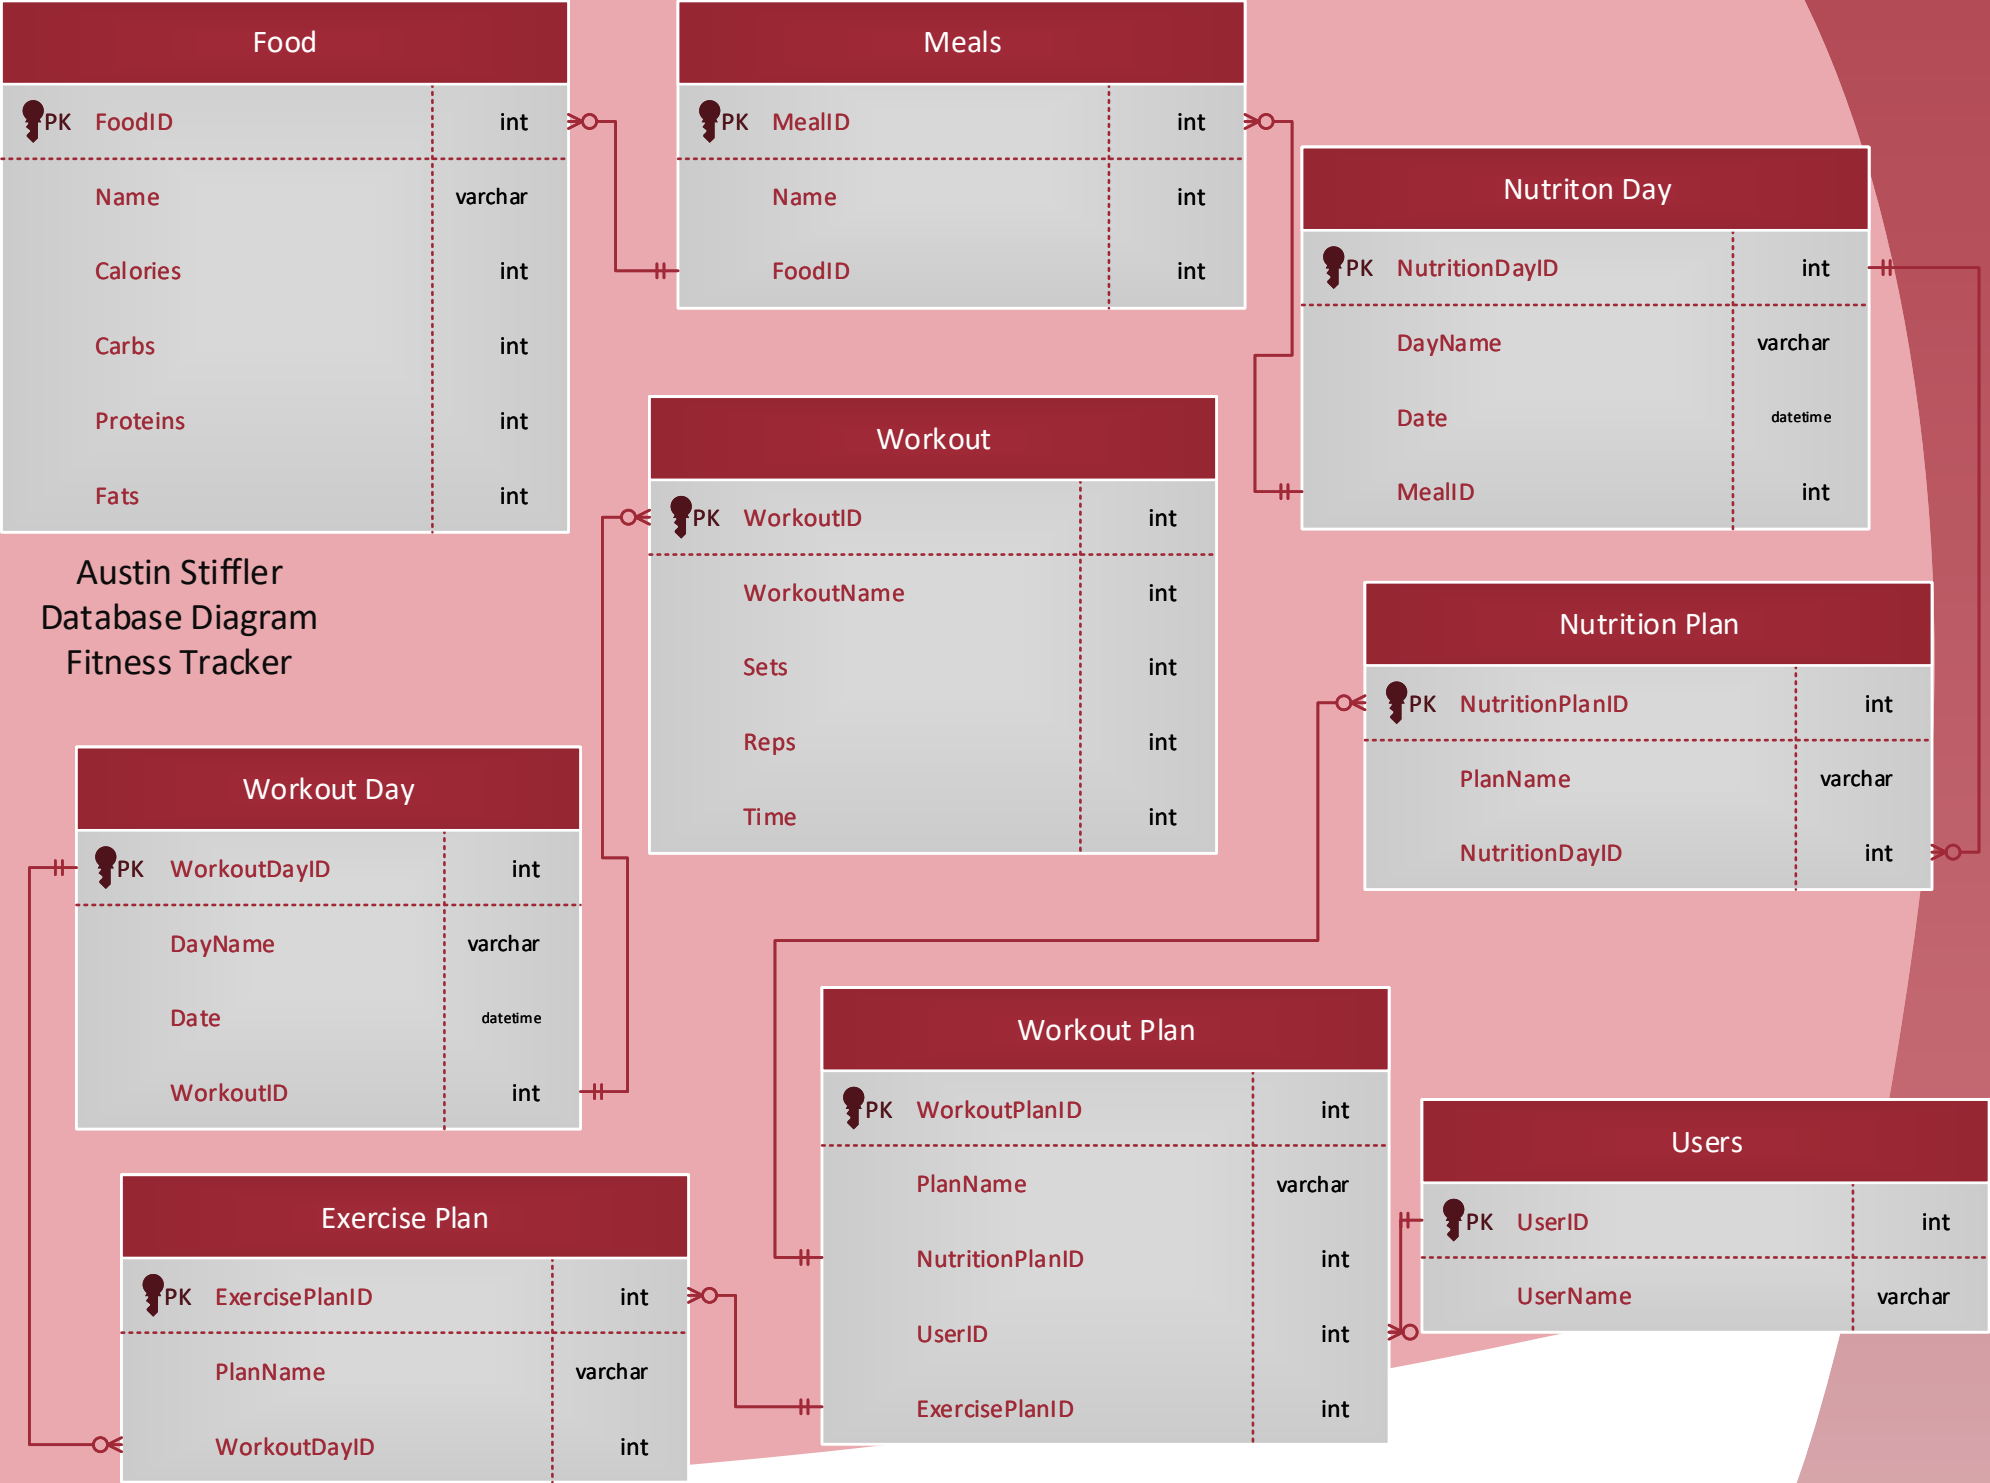 Food
PK FoodID int
Name varchar
Calories int
Carbs int
Proteins int
Fats int
Meals
PK MealID int
Name int
FoodID int
Nutriton Day
PK NutritionDayID int
DayName varchar
Date datetime
MealID int
Workout
PK WorkoutID int
WorkoutName int
Sets int
Reps int
Time int
Austin Stiffler
Database Diagram
Fitness Tracker
Nutrition Plan
PK NutritionPlanID int
PlanName varchar
NutritionDayID int
Workout Day
PK WorkoutDayID int
DayName varchar
Date datetime
WorkoutID int
Workout Plan
PK WorkoutPlanID int
PlanName varchar
NutritionPlanID int
UserID int
ExercisePlanID int
Users
PK UserID int
UserName varchar
Exercise Plan
PK ExercisePlanID int
PlanName varchar
WorkoutDayID int